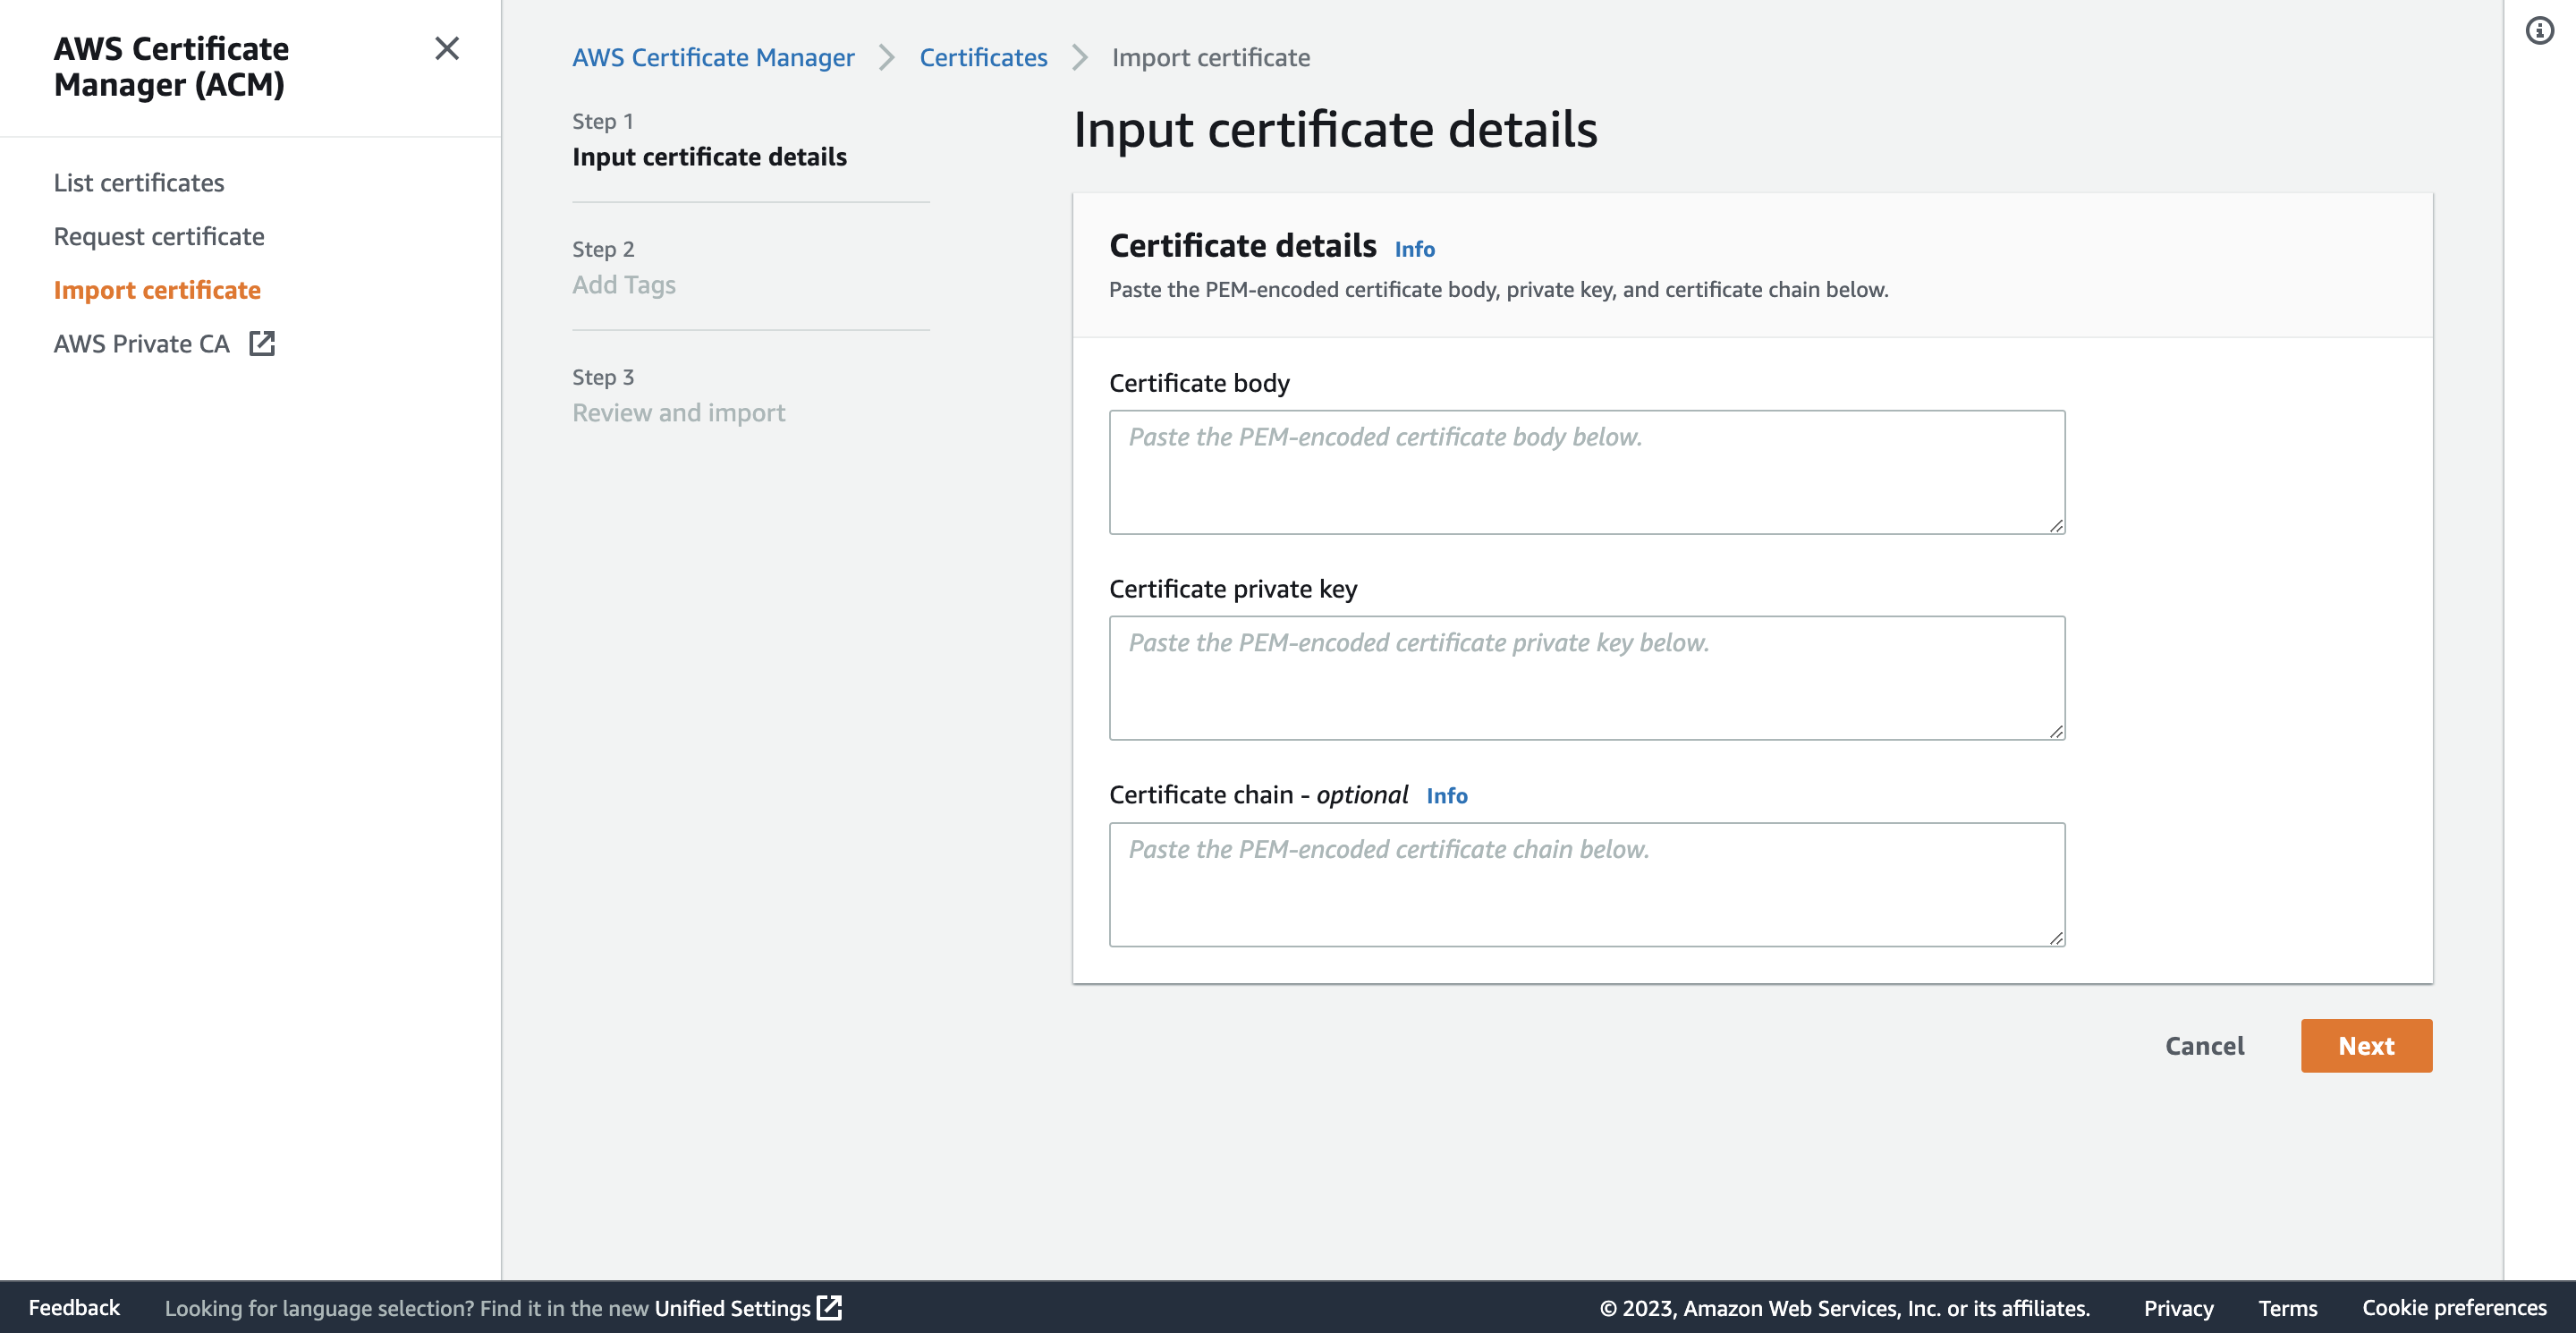 AWS Certificate
Manager (ACM)
List certificates
Request certificate
Import certificate
AWS Private CA
AWS Certificate Manager
Certificates
Import certificate
Step 1
Input certificate details
Step 2
Add Tags
Step 3
Review and import
Input certificate details
Certificate details Info
Paste the PEM-encoded certificate body, private key, and certificate chain below.
Certificate body
Paste the PEM-encoded certificate body below.
Certificate private key
Paste the PEM-encoded certificate private key below.
Certificate chain - optional Info
Paste the PEM-encoded certificate chain below.
Cancel
Next
Feedback
Looking for language selection? Find it in the new Unified Settings
© 2023, Amazon Web Services, Inc. or its affiliates.
Privacy
Terms
Cookie preferences